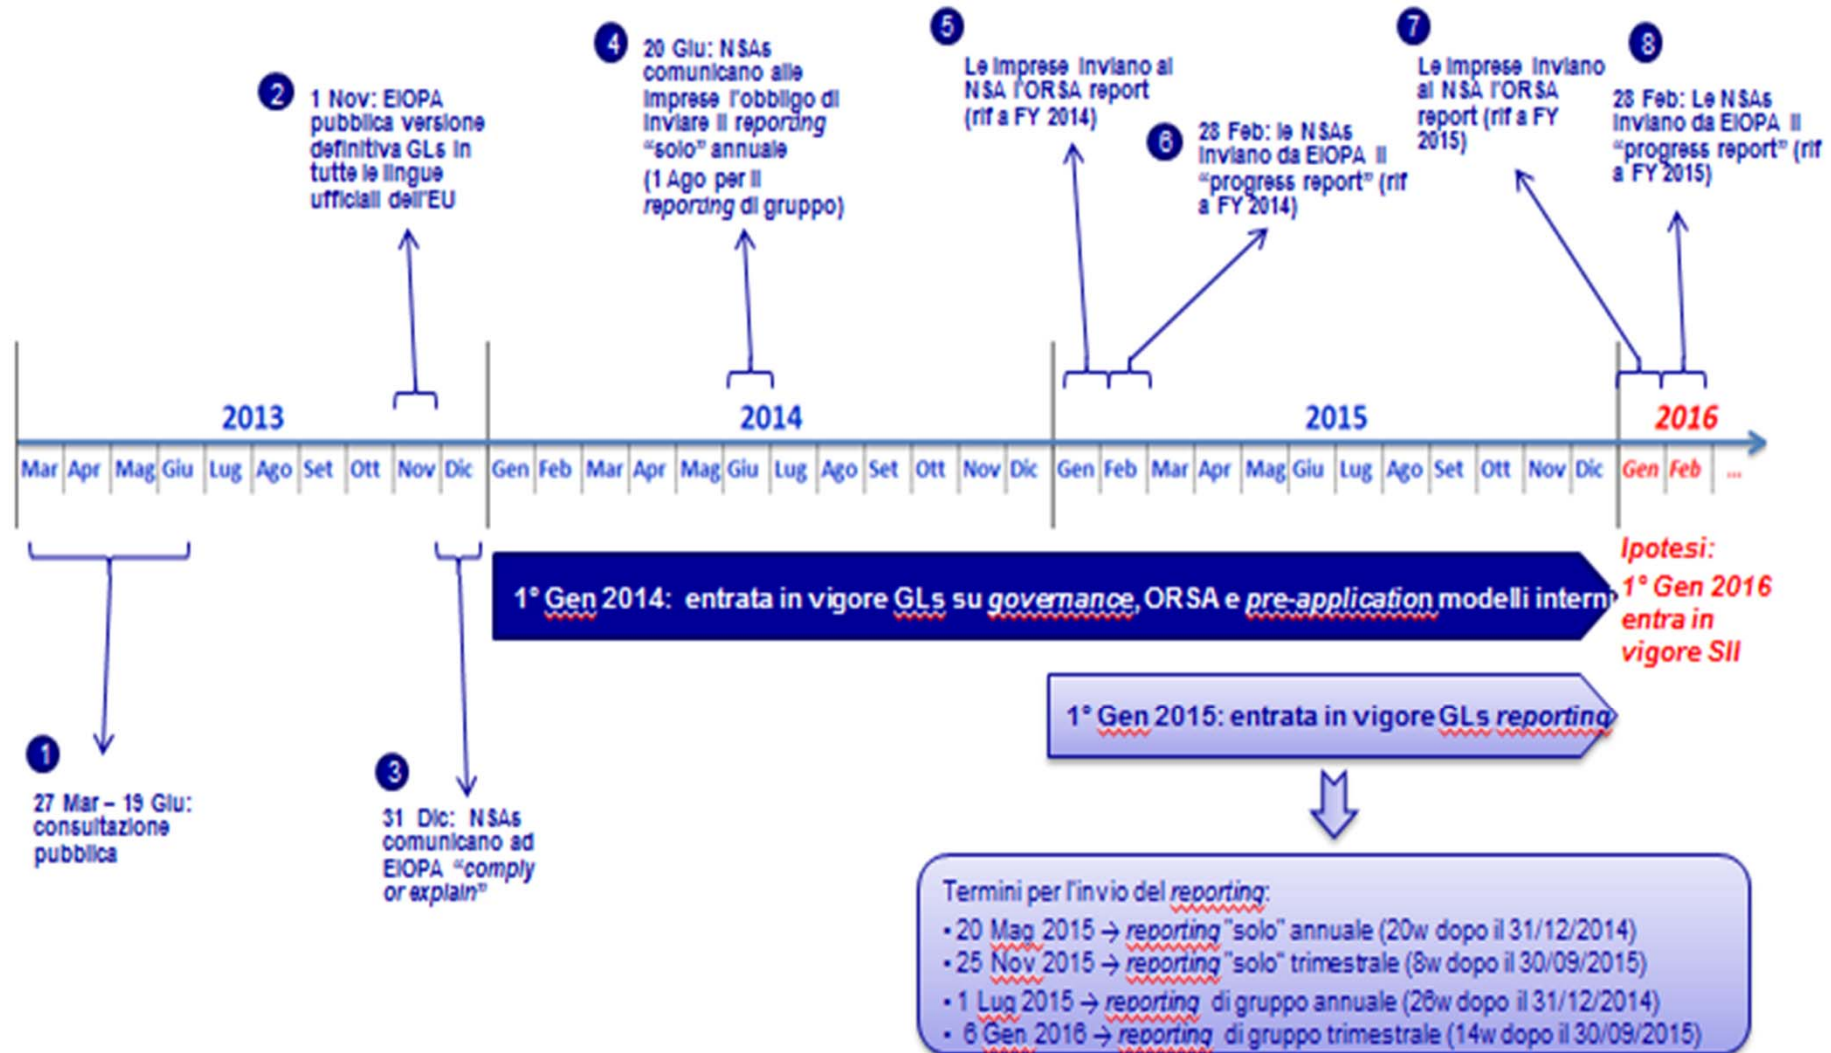 2
1 Nov: EIOPA
pubblica versione
definitiva GLs in
tutte le lingue
ufficiali dell'EU
4
20 Giu: NSAs
comunicano alle
imprese l'obbligo di
inviare il reporting
“solo” annuale
(1 Ago per il
reporting di gruppo)
5
Le imprese inviano al
NSA l'ORSA report
(rif a FY 2014)
6
28 Feb: le NSAs
inviano da EIOPA il
“progress report” (rif
a FY 2014)
7
Le imprese inviano
al NSA l'ORSA
report (rif a FY
2015)
8
28 Feb: Le NSAs
inviano da EIOPA il
“progress report” (rif
a FY 2015)
2013 2014 2015 2016
Mar Apr Mag Giu Lug Ago Set Ott Nov Dic Gen Feb Mar Apr Mag Giu Lug Ago Set Ott Nov Dic Gen Feb Mar Apr Mag Giu Lug Ago Set Ott Nov Dic Gen Feb ...
1° Gen 2014: entrata in vigore GLs su governance, ORSA e pre-application modelli interni
Ipotesi:
1° Gen 2016
entra in
vigore SII
1° Gen 2015: entrata in vigore GLs reporting
1
27 Mar – 19 Giu:
consultazione
pubblica
3
31 Dic: NSAs
comunicano ad
EIOPA “comply
or explain”
Termini per l'invio del reporting:
• 20 Mag 2015 → reporting "solo" annuale (20w dopo il 31/12/2014)
• 25 Nov 2015 → reporting "solo" trimestrale (8w dopo il 30/09/2015)
• 1 Lug 2015 → reporting di gruppo annuale (26w dopo il 31/12/2014)
• 6 Gen 2016 → reporting di gruppo trimestrale (14w dopo il 30/09/2015)